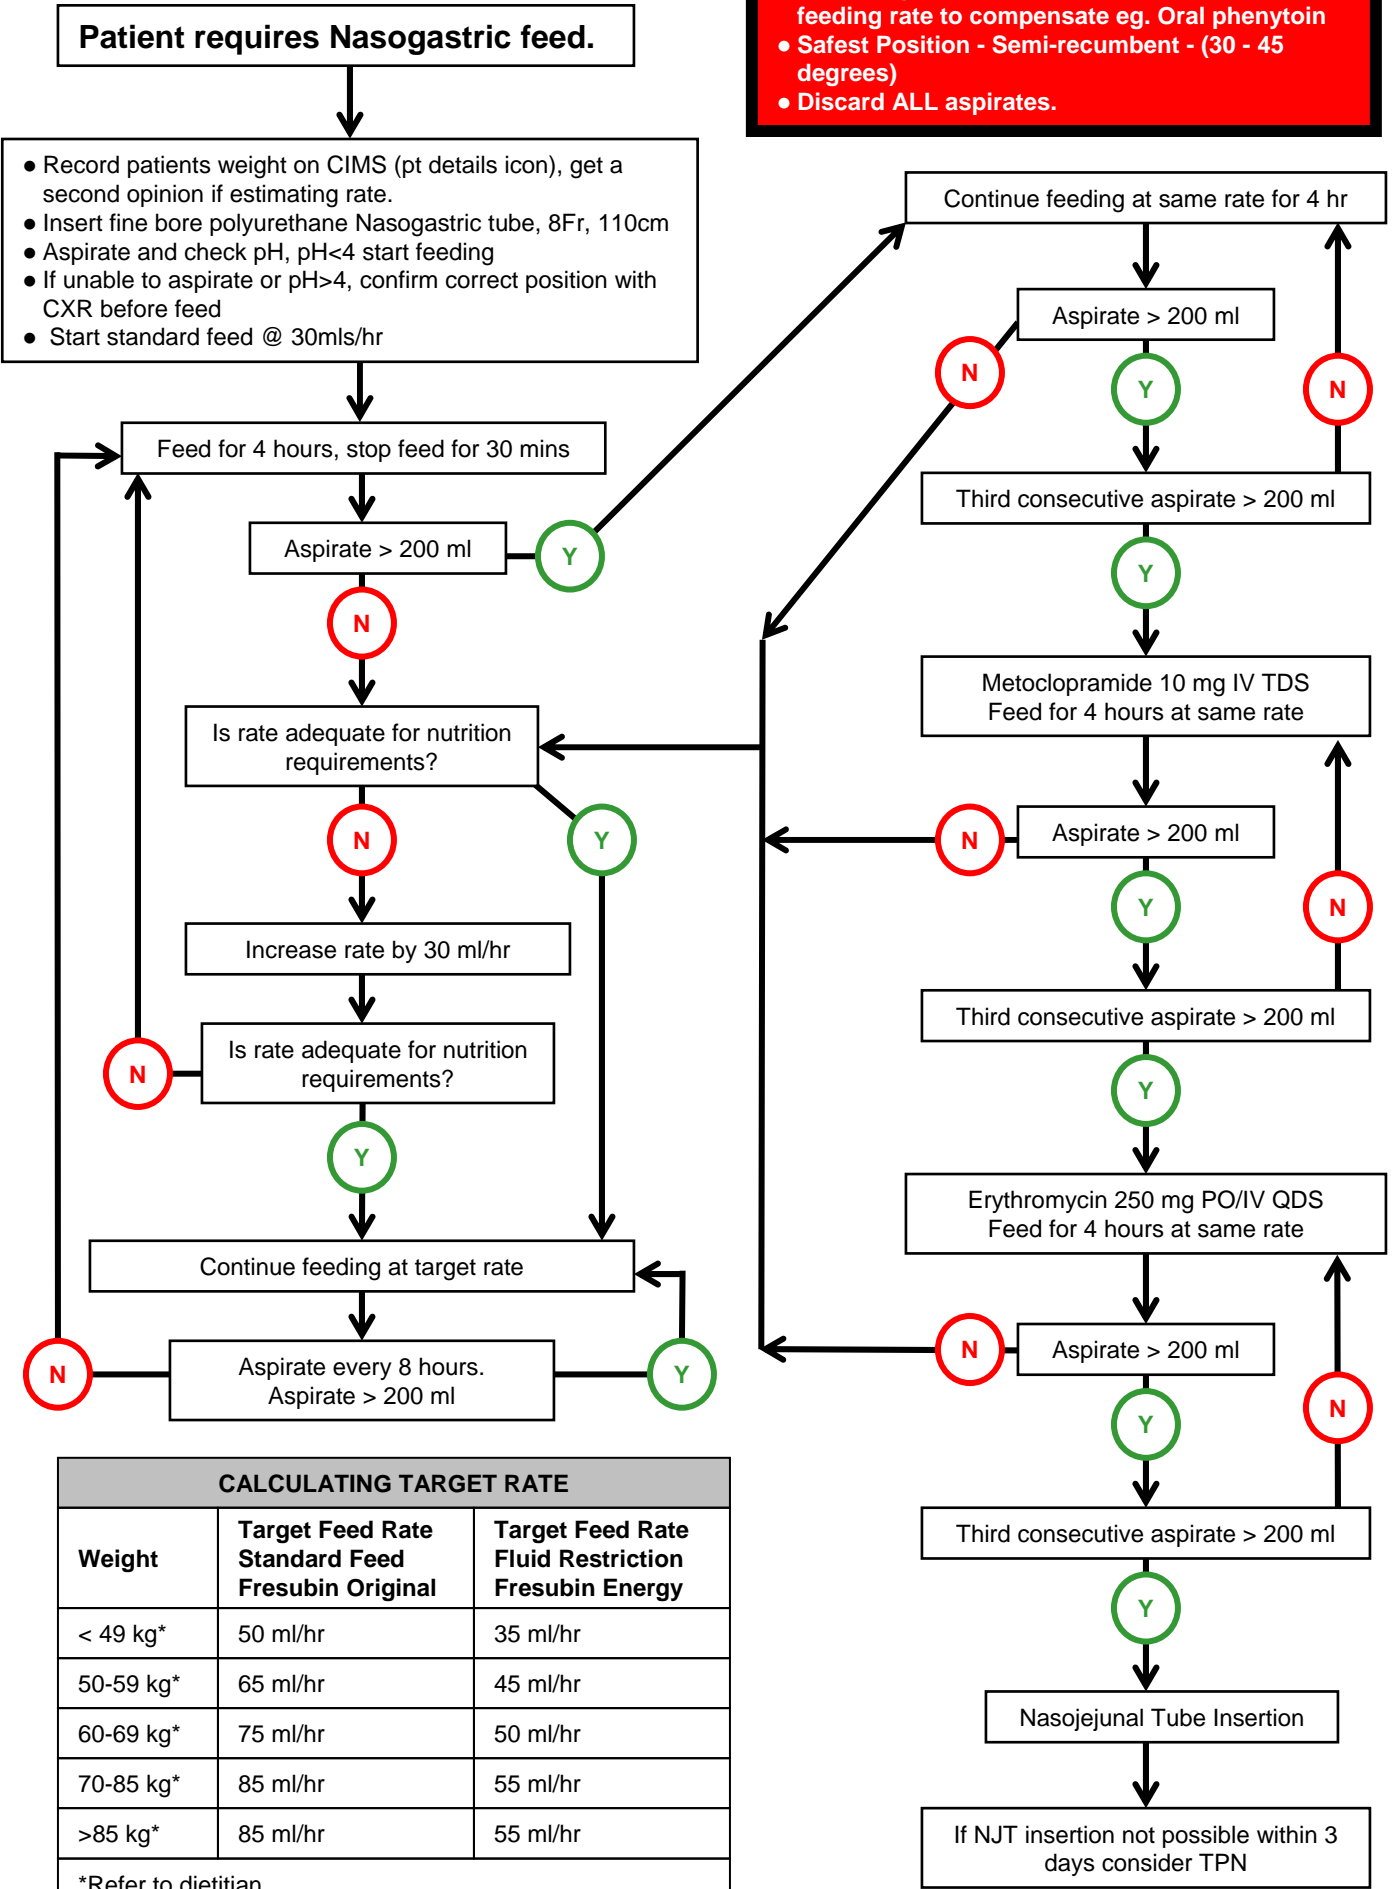 Patient requires Nasogastric feed.
feeding rate to compensate eg. Oral phenytoin
● Safest Position - Semi-recumbent - (30 - 45
degrees)
● Discard ALL aspirates.
● Record patients weight on CIMS (pt details icon), get a
second opinion if estimating rate.
● Insert fine bore polyurethane Nasogastric tube, 8Fr, 110cm
● Aspirate and check pH, pH<4 start feeding
● If unable to aspirate or pH>4, confirm correct position with
CXR before feed
● Start standard feed @ 30mls/hr
Feed for 4 hours, stop feed for 30 mins
Aspirate > 200 ml
Y
N
Is rate adequate for nutrition
requirements?
N
Y
Increase rate by 30 ml/hr
Is rate adequate for nutrition
requirements?
N
Y
Continue feeding at target rate
Aspirate every 8 hours.
Aspirate > 200 ml
N
Y
Continue feeding at same rate for 4 hr
Aspirate > 200 ml
N
Y
N
Third consecutive aspirate > 200 ml
Y
Metoclopramide 10 mg IV TDS
Feed for 4 hours at same rate
Aspirate > 200 ml
N
Y
N
Third consecutive aspirate > 200 ml
Y
Erythromycin 250 mg PO/IV QDS
Feed for 4 hours at same rate
Aspirate > 200 ml
N
Y
N
Third consecutive aspirate > 200 ml
Y
Nasojejunal Tube Insertion
If NJT insertion not possible within 3
days consider TPN
CALCULATING TARGET RATE
Weight
Target Feed Rate
Standard Feed
Fresubin Original
Target Feed Rate
Fluid Restriction
Fresubin Energy
< 49 kg* 50 ml/hr 35 ml/hr
50-59 kg* 65 ml/hr 45 ml/hr
60-69 kg* 75 ml/hr 50 ml/hr
70-85 kg* 85 ml/hr 55 ml/hr
>85 kg* 85 ml/hr 55 ml/hr
*Refer to dietitian